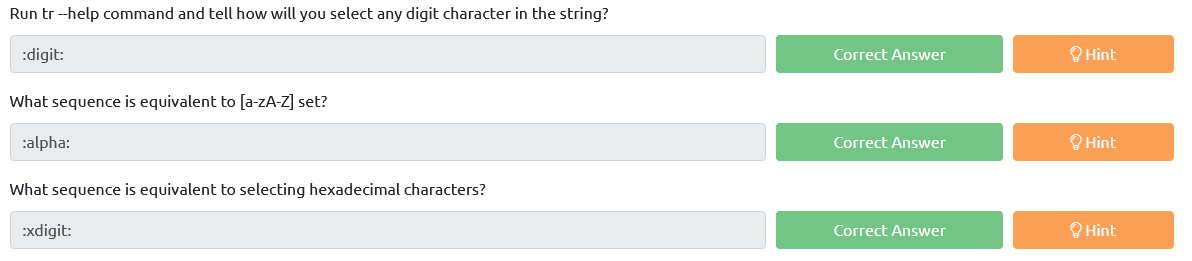 Run tr --help command and tell how will you select any digit character in the string?
:digit: Correct Answer Hint
What sequence is equivalent to [a-zA-Z] set?
:alpha: Correct Answer Hint
What sequence is equivalent to selecting hexadecimal characters?
:xdigit: Correct Answer Hint